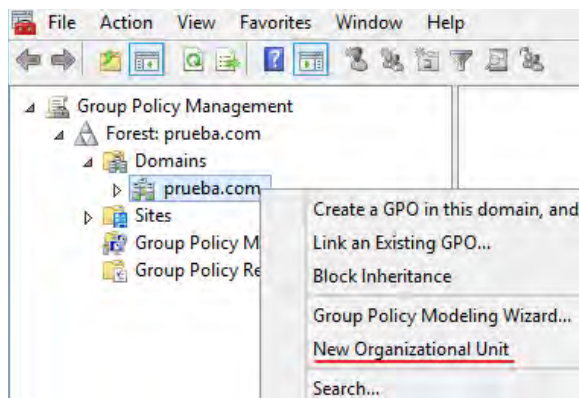 File Action View Favorites Window Help
Group Policy Management
Forest: prueba.com
Domains
prueba.com
Create a GPO in this domain, and
Sites
Link an Existing GPO...
Group Policy M
Block Inheritance
Group Policy Re
Group Policy Modeling Wizard...
New Organizational Unit
Search...